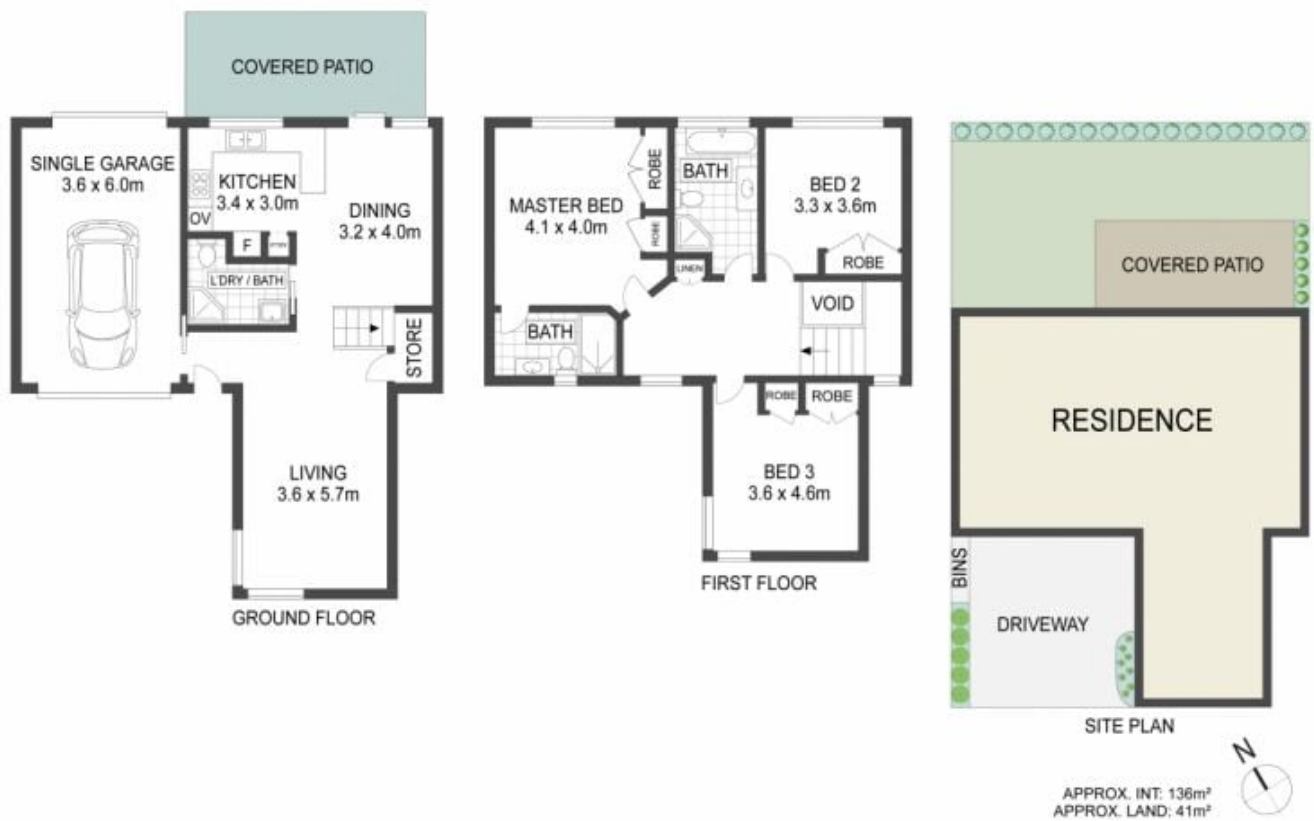 COVERED PATIO
SINGLE GARAGE
3.6 x 6.0m
KITCHEN
3.4 x 3.0m
OV
F
DINING
3.2 x 4.0m
L'DRY / BATH
STORE
LIVING
3.6 x 5.7m
GROUND FLOOR
MASTER BED
4.1 x 4.0m
ROBE
ROBE
BATH
BED 2
3.3 x 3.6m
ROBE
LINEN
VOID
BATH
ROBE
ROBE
BED 3
3.6 x 4.6m
FIRST FLOOR
COVERED PATIO
RESIDENCE
BINS
DRIVEWAY
SITE PLAN
N
APPROX. INT: 136m²
APPROX. LAND: 41m²